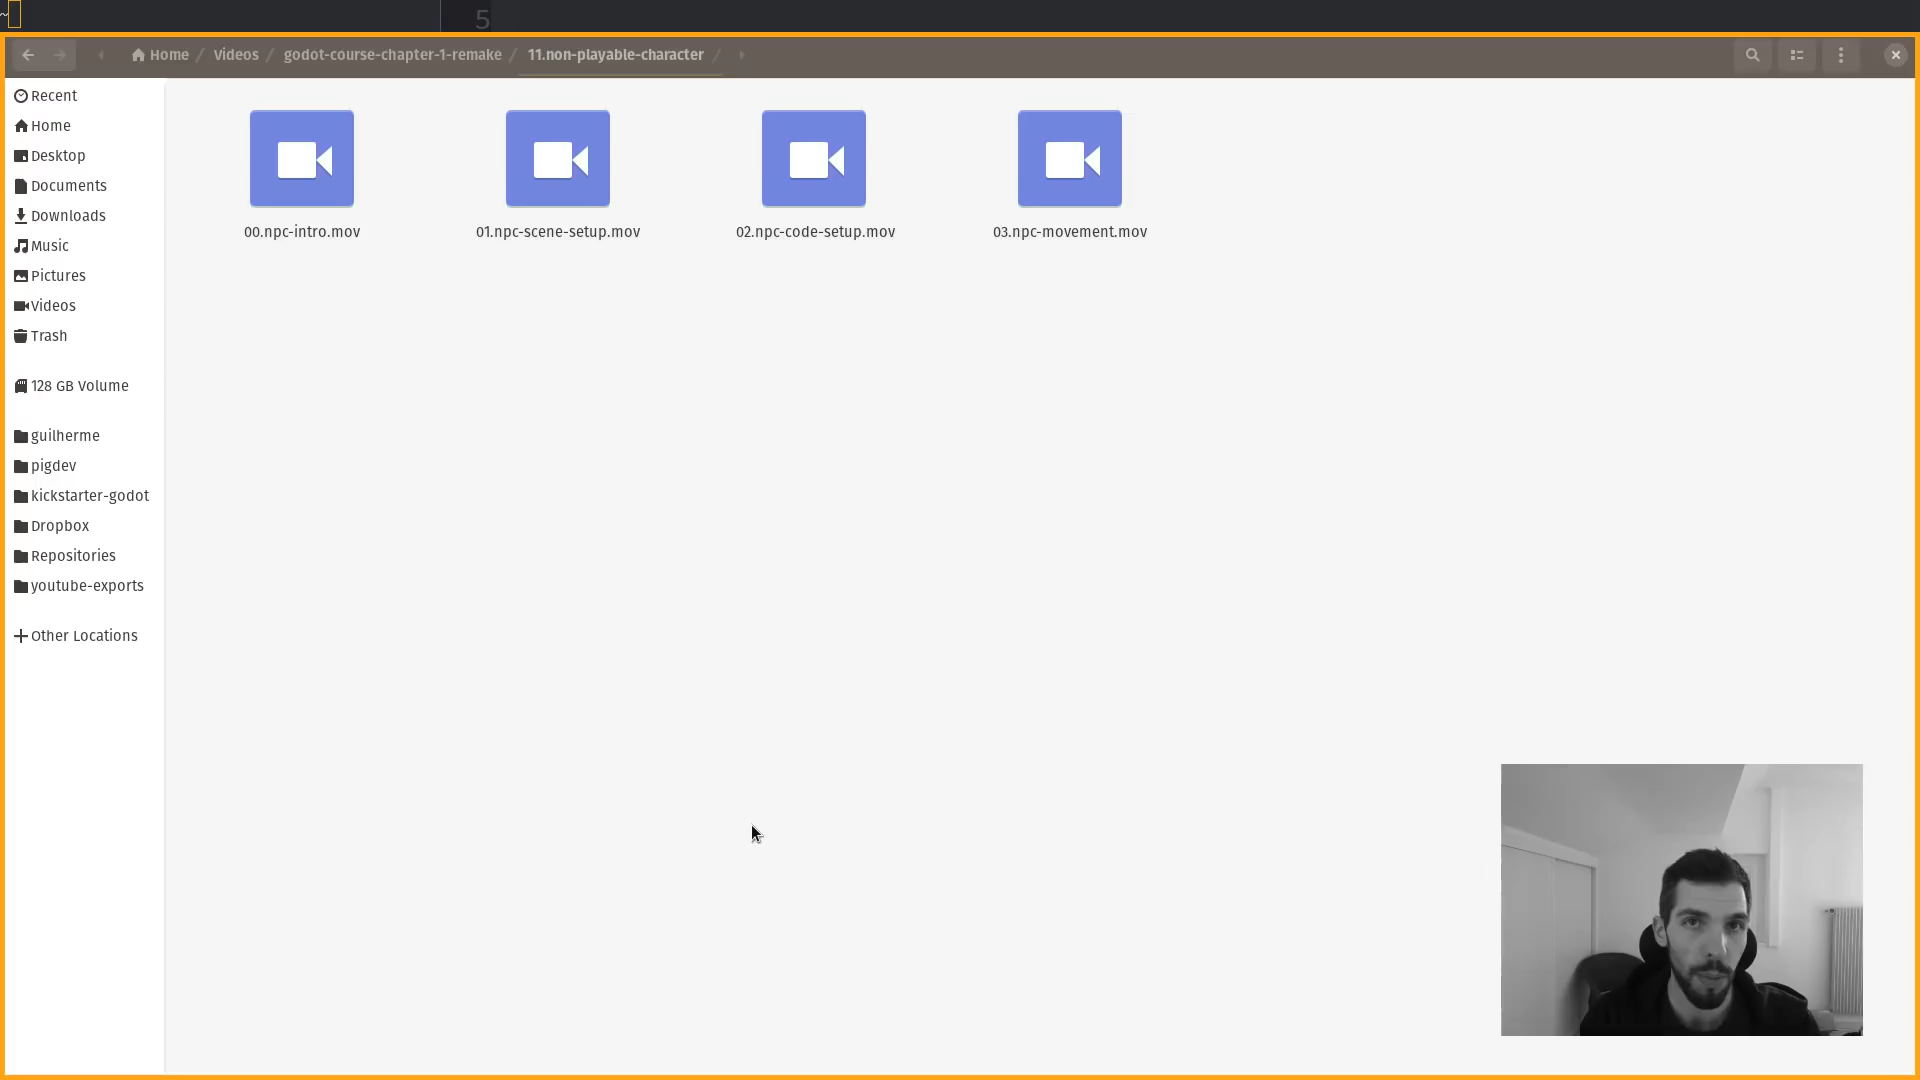 ~
5
Home / Videos / godot-course-chapter-1-remake / 11.non-playable-character /
Recent
Home
Desktop
Documents
Downloads
Music
Pictures
Videos
Trash
128 GB Volume
guilherme
pigdev
kickstarter-godot
Dropbox
Repositories
youtube-exports
Other Locations
00.npc-intro.mov
01.npc-scene-setup.mov
02.npc-code-setup.mov
03.npc-movement.mov